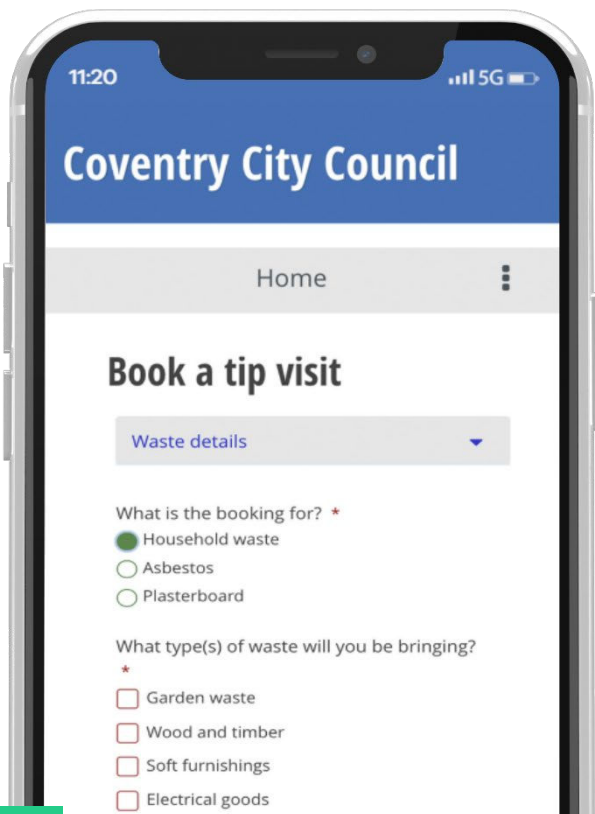 11:20
5G
Coventry City Council
Home
Book a tip visit
Waste details
What is the booking for? *
Household waste
Asbestos
Plasterboard
What type(s) of waste will you be bringing?
*
Garden waste
Wood and timber
Soft furnishings
Electrical goods